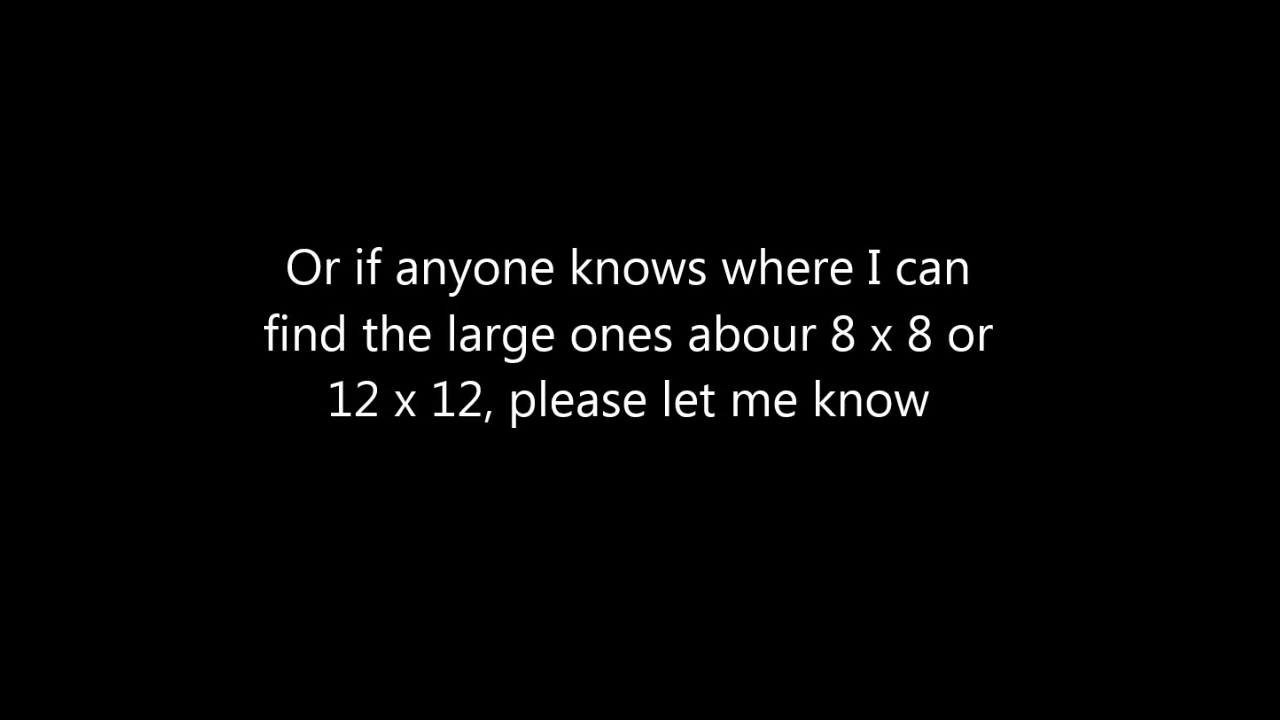 Or if anyone knows where I can
find the large ones abour 8 x 8 or
12 x 12, please let me know